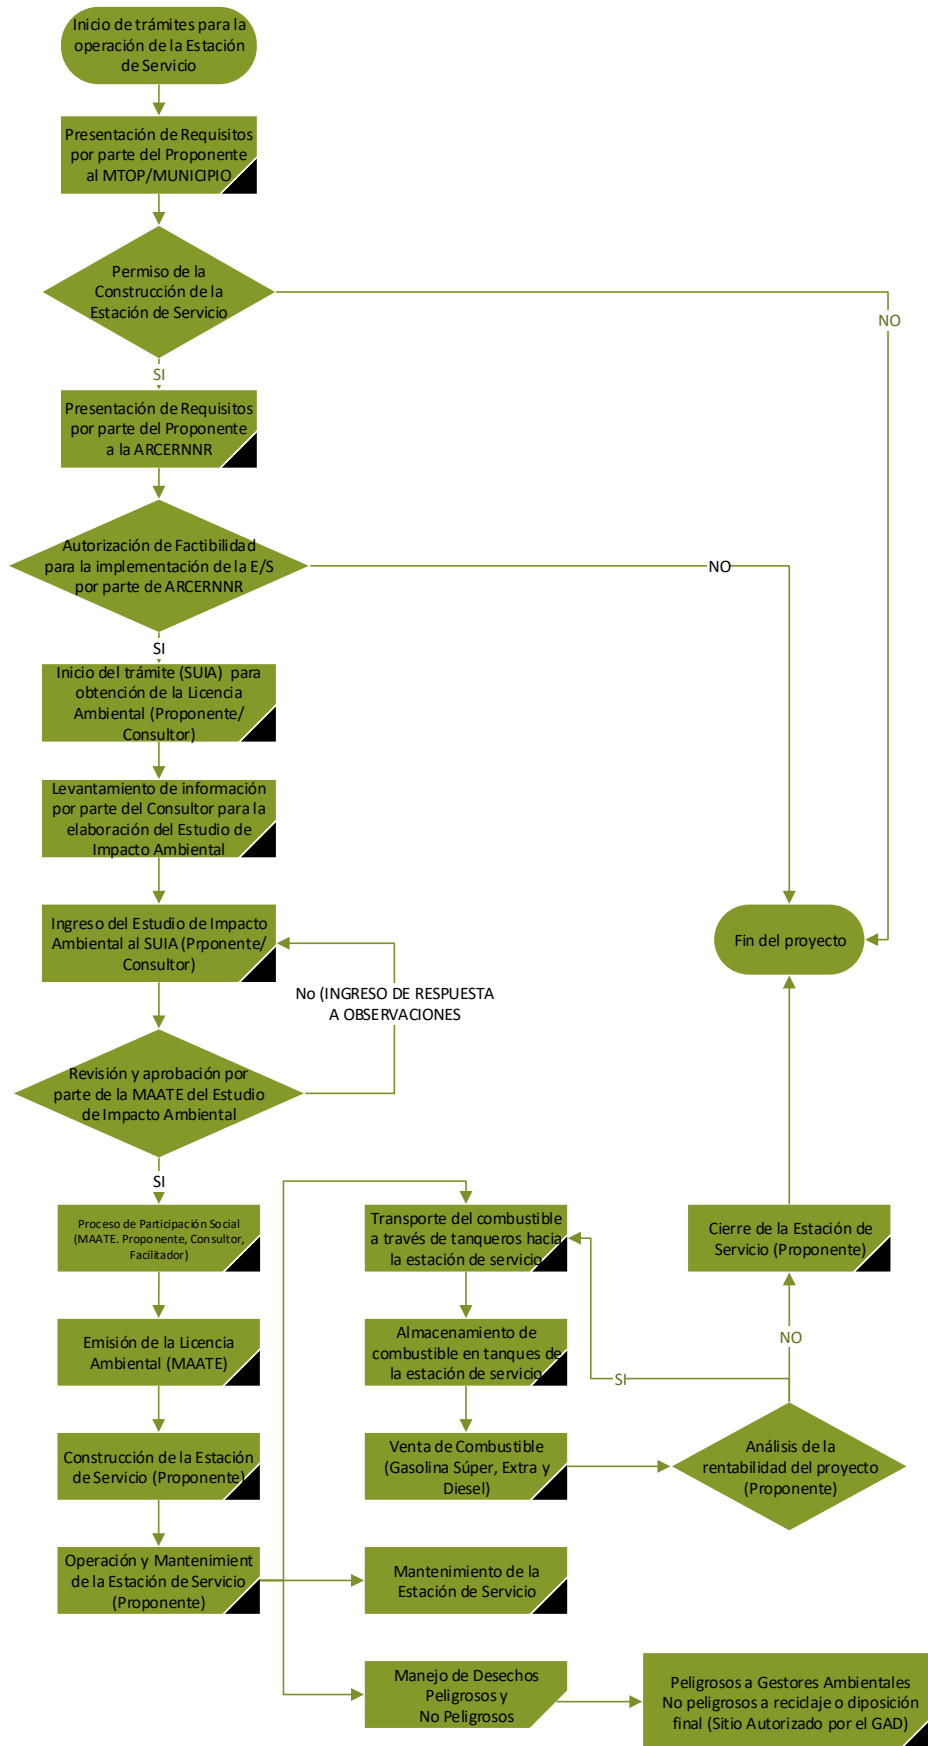 Inicio de trámites para la
operación de la Estación
de Servicio
Presentación de Requisitos
por parte del Proponente
al MTOP/MUNICIPIO
Permiso de la
Construcción de la
Estación de Servicio
NO
SI
Presentación de Requisitos
por parte del Proponente
a la ARCERNNR
Autorización de Factibilidad
para la implementación de la E/S
por parte de ARCERNNR
NO
SI
Inicio del trámite (SUIA) para
obtención de la Licencia
Ambiental (Proponente/
Consultor)
Levantamiento de información
por parte del Consultor para la
elaboración del Estudio de
Impacto Ambiental
Ingreso del Estudio de Impacto
Ambiental al SUIA (Prponente/
Consultor)
Fin del proyecto
No (INGRESO DE RESPUESTA
A OBSERVACIONES
Revisión y aprobación por
parte de la MAATE del Estudio
de Impacto Ambiental
SI
Proceso de Participación Social
(MAATE. Proponente, Consultor,
Facilitador)
Transporte del combustible
a través de tanqueros hacia
la estación de servicio
Cierre de la Estación de
Servicio (Proponente)
Emisión de la Licencia
Ambiental (MAATE)
Almacenamiento de
combustible en tanques de
la estación de servicio
NO
SI
Construcción de la Estación
de Servicio (Proponente)
Venta de Combustible
(Gasolina Súper, Extra y
Diesel)
Análisis de la
rentabilidad del proyecto
(Proponente)
Operación y Mantenimient
de la Estación de Servicio
(Proponente)
Mantenimiento de la
Estación de Servicio
Manejo de Desechos
Peligrosos y
No Peligrosos
Peligrosos a Gestores Ambientales
No peligrosos a reciclaje o diposición
final (Sitio Autorizado por el GAD)